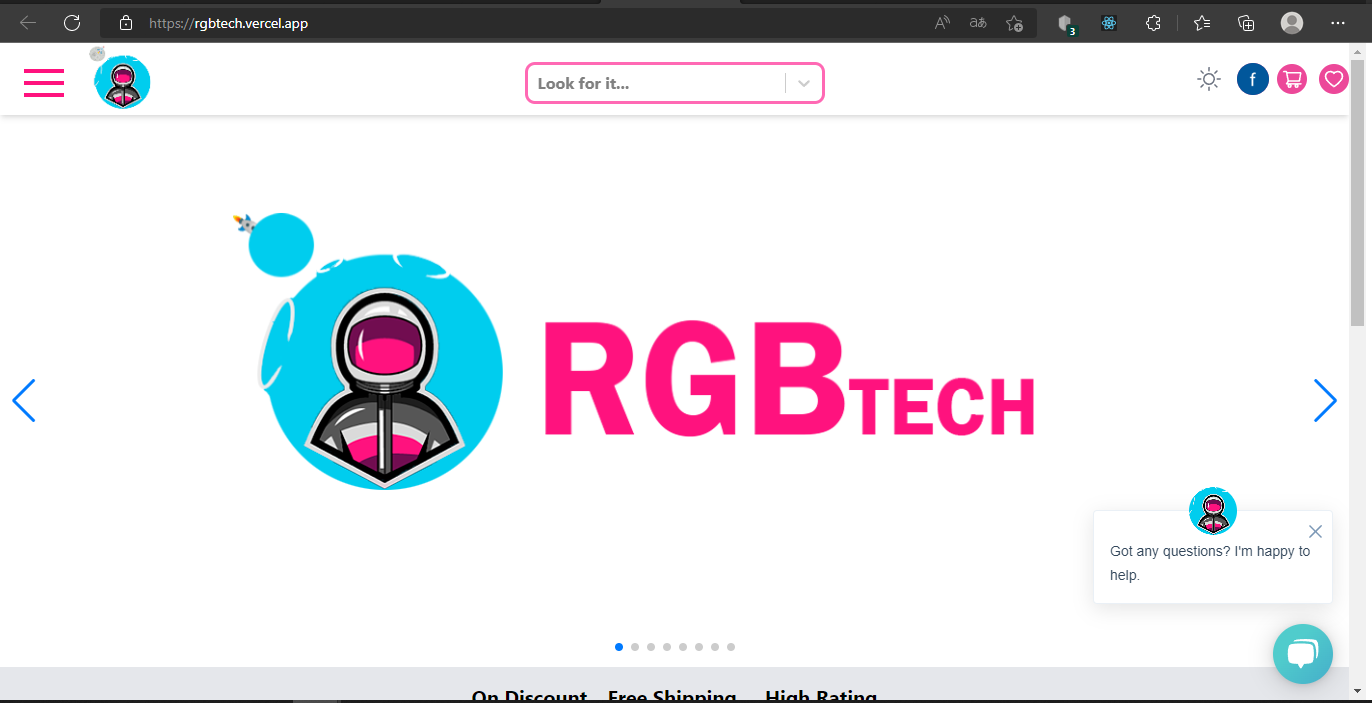 https://rgbtech.vercel.app
3
Look for it...
f
RGBTECH
Got any questions? I'm happy to
help.
On Discount Free Shipping High Rating